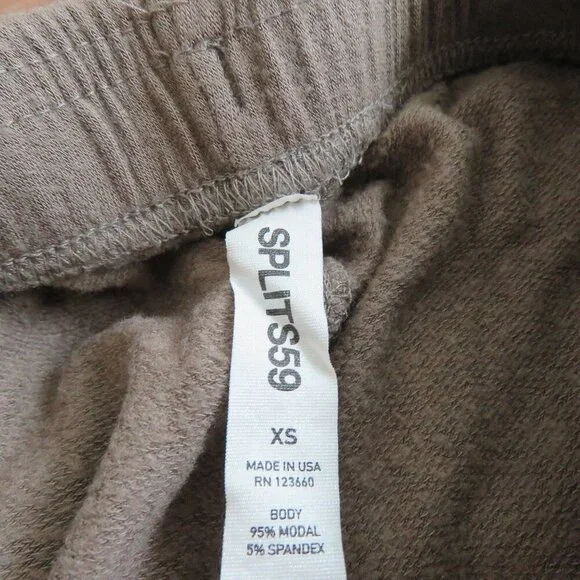 SPLITS59
XS
MADE IN USA
RN 123660
BODY
95% MODAL
5% SPANDEX